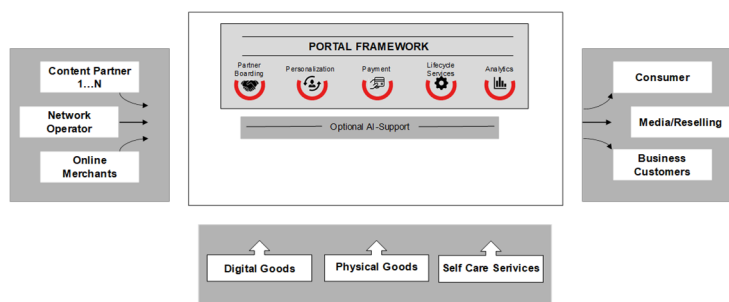 PORTAL FRAMEWORK
Partner
Boarding
Personalization
Payment
Lifecycle
Services
Analytics
Optional AI-Support
Content Partner
1...N
Network
Operator
Online
Merchants
Consumer
Media/Reselling
Business
Customers
Digital Goods
Physical Goods
Self Care Serivices